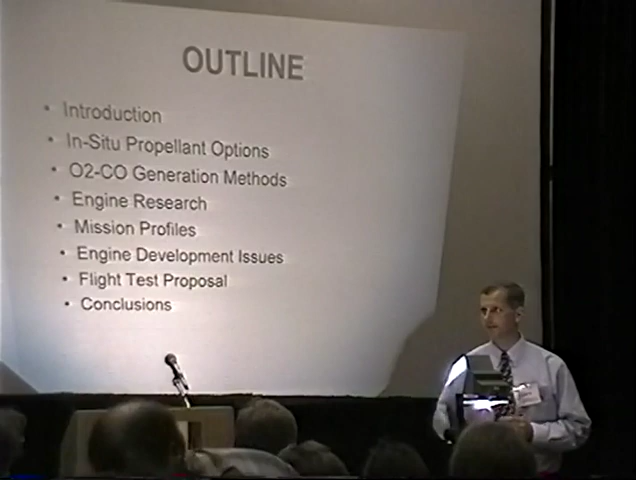 OUTLINE
• Introduction
• In-Situ Propellant Options
• O2-CO Generation Methods
• Engine Research
• Mission Profiles
• Engine Development Issues
• Flight Test Proposal
• Conclusions